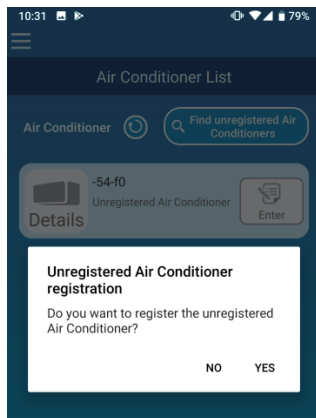 10:31 79%
Air Conditioner List
Air Conditioner
Find unregistered Air
Conditioners
-54-f0
Unregistered Air Conditioner
Details
Enter
Unregistered Air Conditioner
registration
Do you want to register the unregistered
Air Conditioner?
NO YES